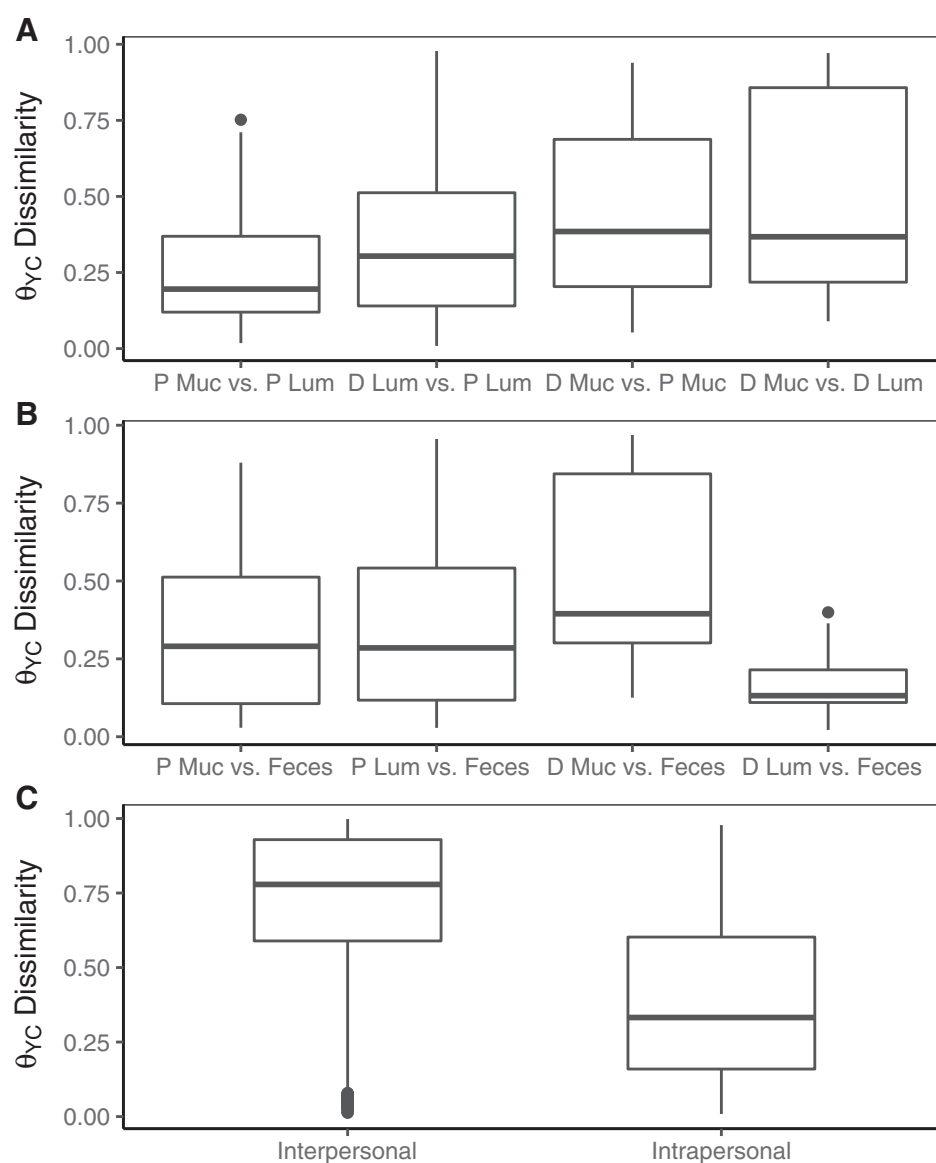 A
θYC Dissimilarity
1.00
0.75
0.50
0.25
0.00
P Muc vs. P Lum D Lum vs. P Lum D Muc vs. P Muc D Muc vs. D Lum
B
θYC Dissimilarity
1.00
0.75
0.50
0.25
0.00
P Muc vs. Feces P Lum vs. Feces D Muc vs. Feces D Lum vs. Feces
C
θYC Dissimilarity
1.00
0.75
0.50
0.25
0.00
Interpersonal Intrapersonal